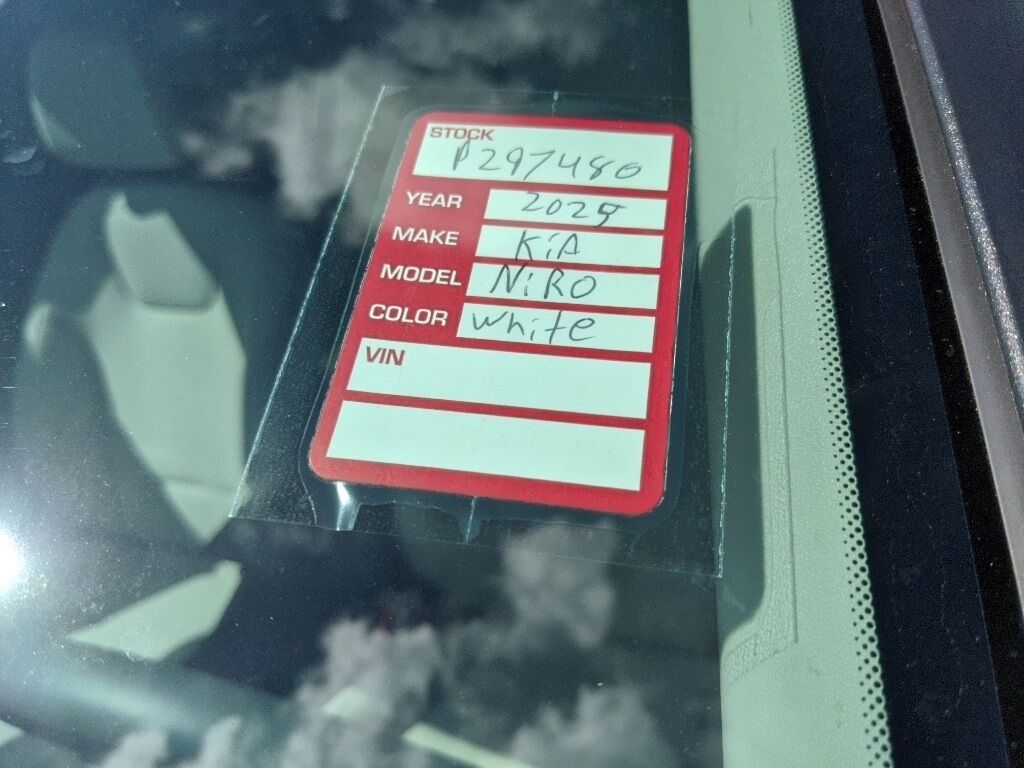 STOCK
P297480
YEAR 2025
MAKE KiA
MODEL NiRO
COLOR white
VIN